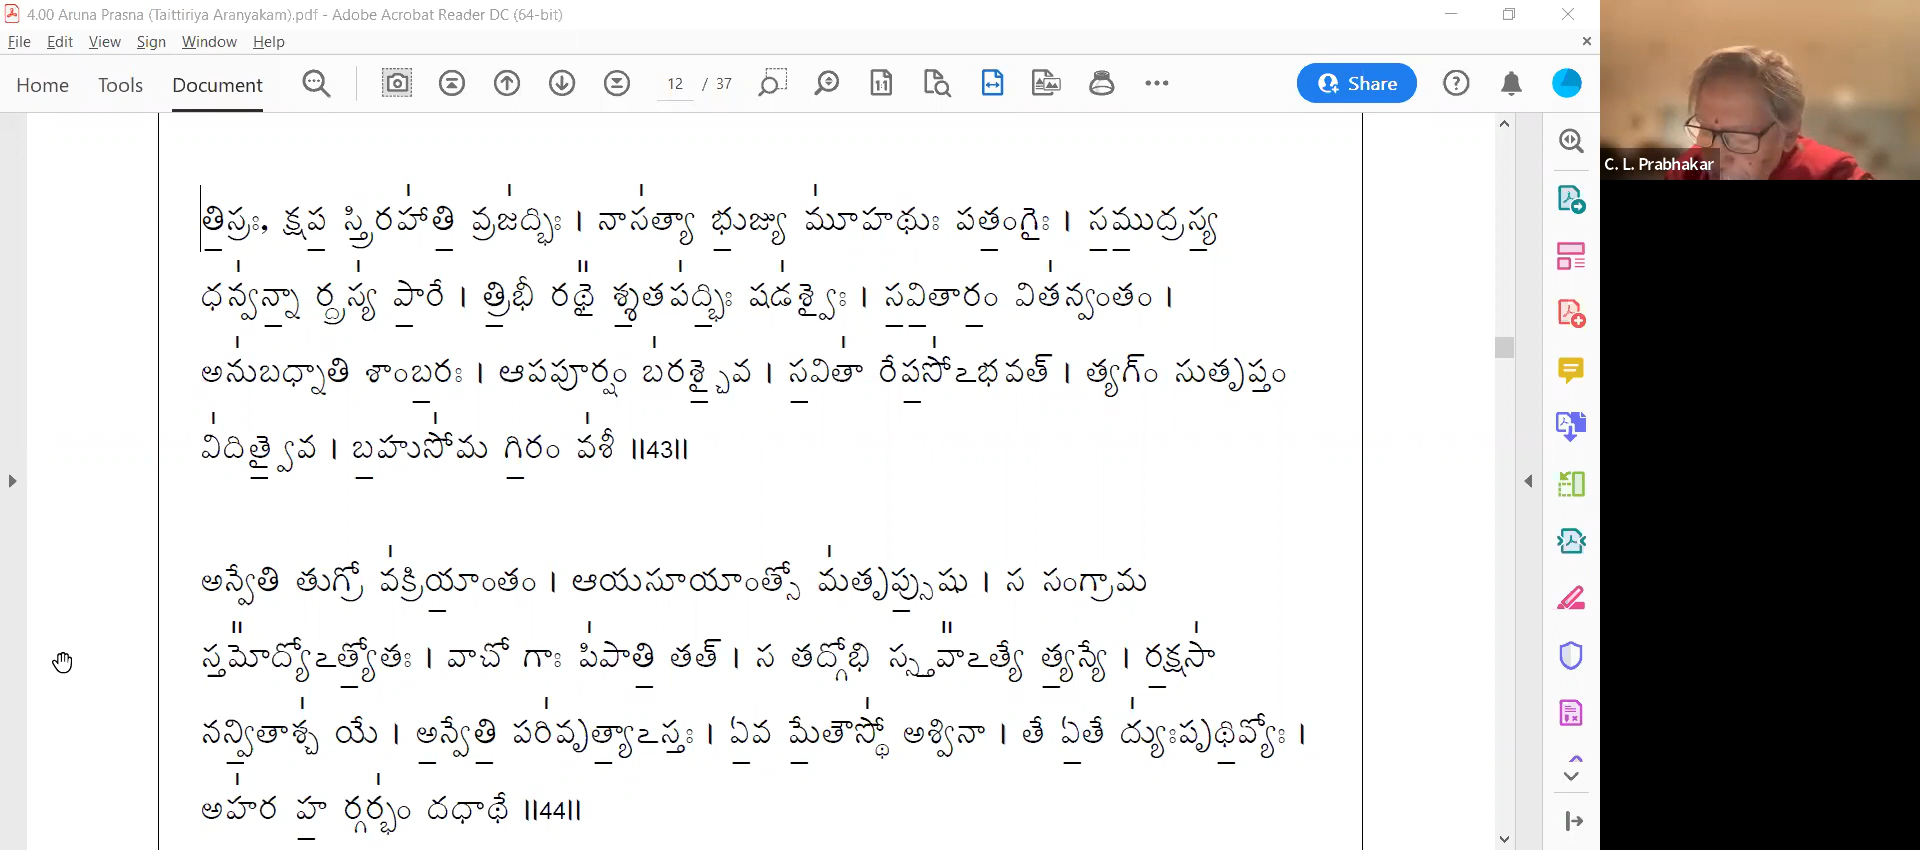 4.00 Aruna Prasna (Taittiriya Aranyakam).pdf - Adobe Acrobat Reader DC (64-bit)
File Edit View Sign Window Help
Home Tools Document 12 / 37 Share
C. L. Prabhakar
తిస్రః, క్షప స్త్రిరహాతి వ్రజద్భిః । నాసత్యా భుజ్యు మూహథుః పతంగైః । సముద్రస్య
ధన్వన్నా ర్ద్రస్య పారే । త్రిభీ రథై శ్శతపద్భిః షడశ్వైః । సవితారం వితన్వంతం ।
అనుబధ్నాతి శాంబరః । ఆపపూర్షం బరశ్చైవ । సవితా రేపసోఽభవత్ । త్యగ్ం సుతృప్తం
విదిత్వైవ । బహుసోమ గిరం వశీ ॥43॥
అన్వేతి తుగ్రో వక్రియాంతం । ఆయసూయాంత్సో మతృప్సుషు । స సంగ్రామ
స్తమోద్యోఽత్యోతః । వాచో గాః పిపాతి తత్ । స తద్గోభి స్స్తవాఽత్యే త్యన్యే । రక్షసా
నన్వితాశ్చ యే । అన్వేతి పరివృత్యాఽస్తః । ఏవ మేతౌస్థో అశ్వినా । తే ఏతే ద్యుఃపృథివ్యోః ।
అహర హ ర్గర్భం దధాథే ॥44॥